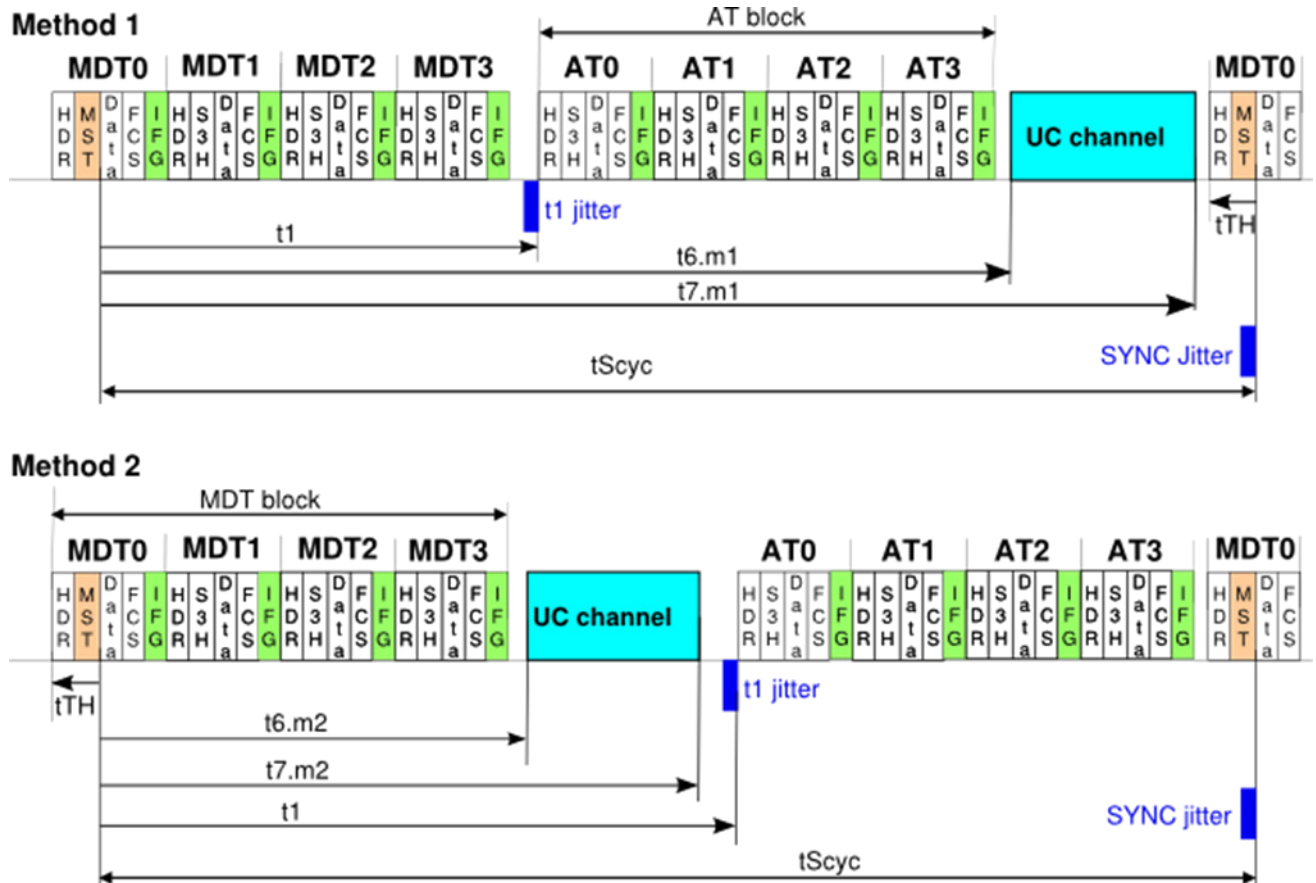 Method 1
AT block
MDT0 MDT1 MDT2 MDT3 AT0 AT1 AT2 AT3 MDT0
HDR MST Data FCS IFG HDR S3H Data FCS IFG HDR S3H Data FCS IFG HDR S3H Data FCS IFG HDR S3H Data FCS IFG HDR S3H Data FCS IFG HDR S3H Data FCS IFG HDR S3H Data FCS IFG UC channel HDR MST Data FCS
t1 jitter
tTH
t1
t6.m1
t7.m1
SYNC Jitter
tScyc
Method 2
MDT block
MDT0 MDT1 MDT2 MDT3 AT0 AT1 AT2 AT3 MDT0
HDR MST Data FCS IFG HDR S3H Data FCS IFG HDR S3H Data FCS IFG HDR S3H Data FCS IFG UC channel HDR S3H Data FCS IFG HDR S3H Data FCS IFG HDR S3H Data FCS IFG HDR S3H Data FCS IFG HDR MST Data FCS
tTH
t1 jitter
t6.m2
t7.m2
t1
SYNC jitter
tScyc